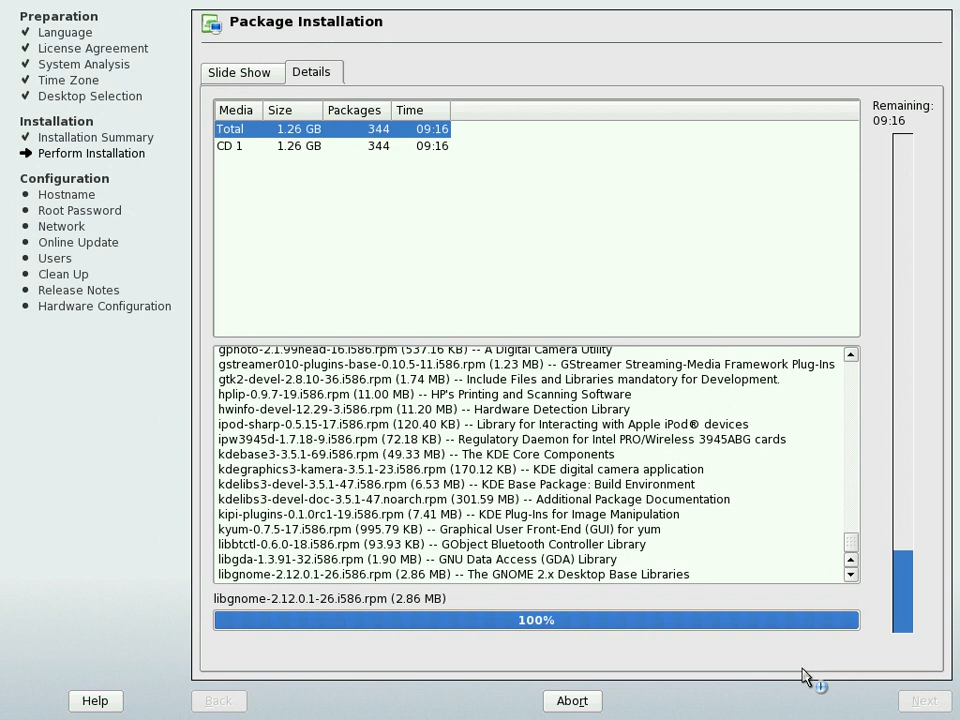 Preparation
Language
License Agreement
System Analysis
Time Zone
Desktop Selection
Installation
Installation Summary
Perform Installation
Configuration
Hostname
Root Password
Network
Online Update
Users
Clean Up
Release Notes
Hardware Configuration
Package Installation
Slide Show
Details
Media Size Packages Time
Total 1.26 GB 344 09:16
CD 1 1.26 GB 344 09:16
Remaining:
09:16
gphoto-2.1.99head-16.i586.rpm (537.16 KB) -- A Digital Camera Utility
gstreamer010-plugins-base-0.10.5-11.i586.rpm (1.23 MB) -- GStreamer Streaming-Media Framework Plug-Ins
gtk2-devel-2.8.10-36.i586.rpm (1.74 MB) -- Include Files and Libraries mandatory for Development.
hplip-0.9.7-19.i586.rpm (11.00 MB) -- HP's Printing and Scanning Software
hwinfo-devel-12.29-3.i586.rpm (11.20 MB) -- Hardware Detection Library
ipod-sharp-0.5.15-17.i586.rpm (120.40 KB) -- Library for Interacting with Apple iPod® devices
ipw3945d-1.7.18-9.i586.rpm (72.18 KB) -- Regulatory Daemon for Intel PRO/Wireless 3945ABG cards
kdebase3-3.5.1-69.i586.rpm (49.33 MB) -- The KDE Core Components
kdegraphics3-kamera-3.5.1-23.i586.rpm (170.12 KB) -- KDE digital camera application
kdelibs3-devel-3.5.1-47.i586.rpm (6.53 MB) -- KDE Base Package: Build Environment
kdelibs3-devel-doc-3.5.1-47.noarch.rpm (301.59 MB) -- Additional Package Documentation
kipi-plugins-0.1.0rc1-19.i586.rpm (7.41 MB) -- KDE Plug-Ins for Image Manipulation
kyum-0.7.5-17.i586.rpm (995.79 KB) -- Graphical User Front-End (GUI) for yum
libbtctl-0.6.0-18.i586.rpm (93.93 KB) -- GObject Bluetooth Controller Library
libgda-1.3.91-32.i586.rpm (1.90 MB) -- GNU Data Access (GDA) Library
libgnome-2.12.0.1-26.i586.rpm (2.86 MB) -- The GNOME 2.x Desktop Base Libraries
libgnome-2.12.0.1-26.i586.rpm (2.86 MB)
100%
Help
Back
Abort
Next